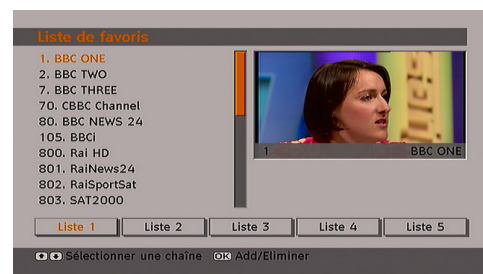 Liste de favoris
1. BBC ONE
2. BBC TWO
7. BBC THREE
70. CBBC Channel
80. BBC NEWS 24
105. BBCi
800. Rai HD
801. RaiNews24
802. RaiSportSat
803. SAT2000
1 BBC ONE
Liste 1 Liste 2 Liste 3 Liste 4 Liste 5
Sélectionner une chaîne OK Add/Eliminer